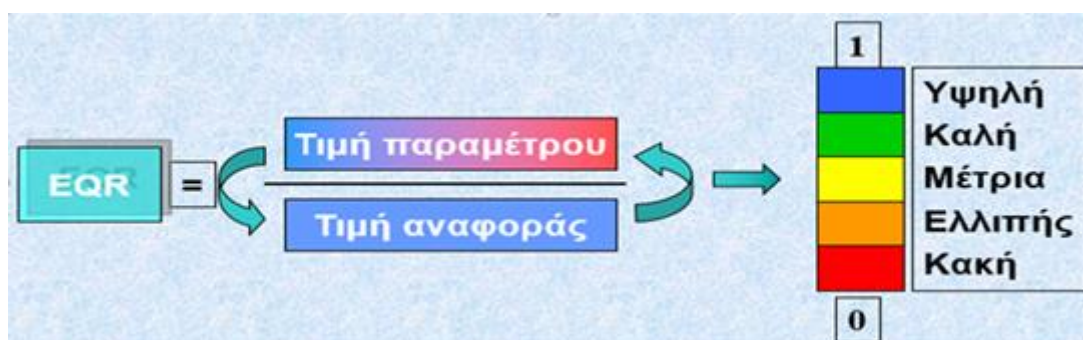 EQR
=
Τιμή παραμέτρου
Τιμή αναφοράς
1
Υψηλή
Καλή
Μέτρια
Ελλιπής
Κακή
0